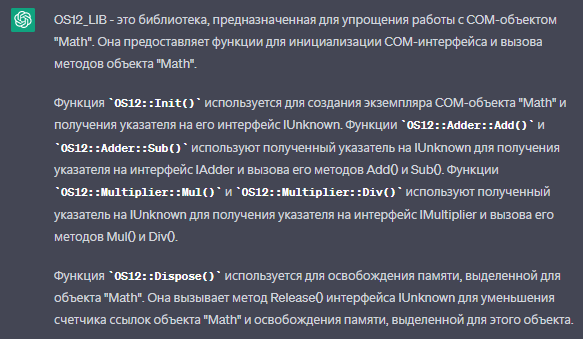 OS12_LIB - это библиотека, предназначенная для упрощения работы с COM-объектом
"Math". Она предоставляет функции для инициализации COM-интерфейса и вызова
методов объекта "Math".
Функция `OS12::Init()` используется для создания экземпляра COM-объекта "Math" и
получения указателя на его интерфейс IUnknown. Функции `OS12::Adder::Add()` и
`OS12::Adder::Sub()` используют полученный указатель на IUnknown для получения
указателя на интерфейс IAdder и вызова его методов Add() и Sub(). Функции
`OS12::Multiplier::Mul()` и `OS12::Multiplier::Div()` используют полученный
указатель на IUnknown для получения указателя на интерфейс IMultiplier и вызова его
методов Mul() и Div().
Функция `OS12::Dispose()` используется для освобождения памяти, выделенной для
объекта "Math". Она вызывает метод Release() интерфейса IUnknown для уменьшения
счетчика ссылок объекта "Math" и освобождения памяти, выделенной для этого объекта.